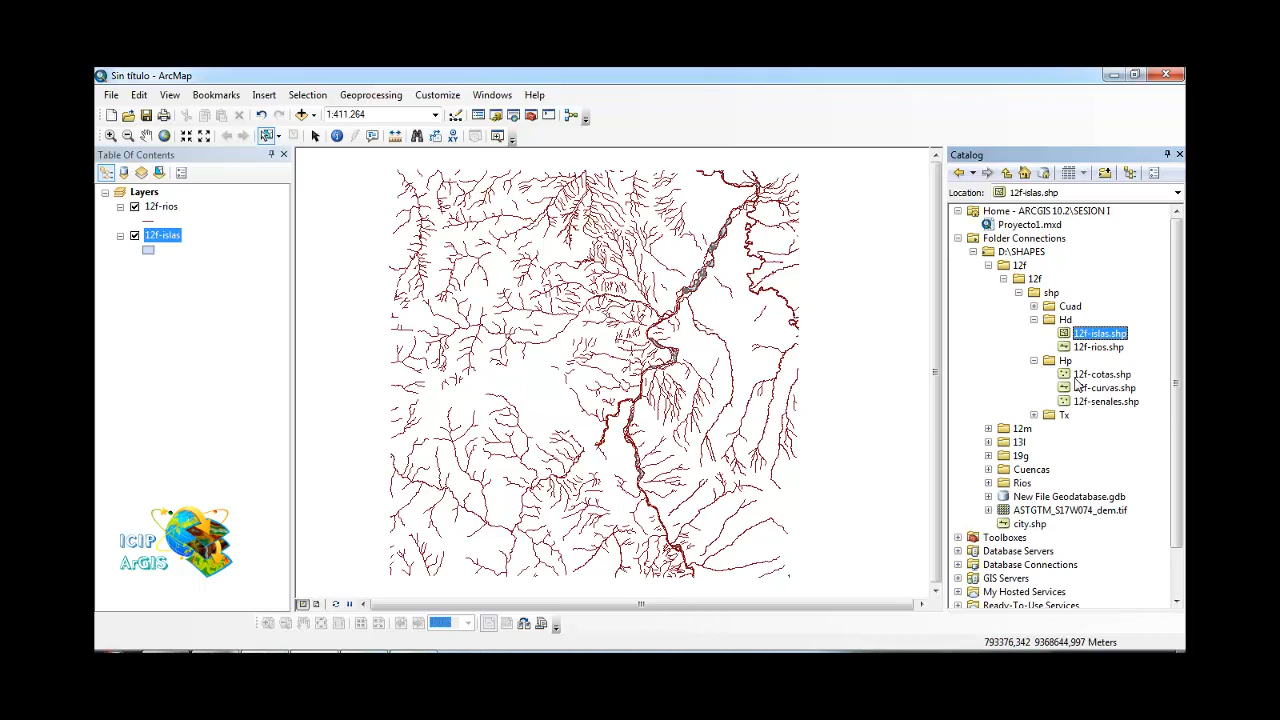 Sin título - ArcMap
File Edit View Bookmarks Insert Selection Geoprocessing Customize Windows Help
1:411.264
Table Of Contents
Layers
12f-rios
12f-islas
ICIP
ArGIS
Catalog
Location: 12f-islas.shp
Home - ARCGIS 10.2\SESION I
Proyecto1.mxd
Folder Connections
D:\SHAPES
12f
12f
shp
Cuad
Hd
12f-islas.shp
12f-rios.shp
Hp
12f-cotas.shp
12f-curvas.shp
12f-senales.shp
Tx
12m
13l
19g
Cuencas
Rios
New File Geodatabase.gdb
ASTGTM_S17W074_dem.tif
city.shp
Toolboxes
Database Servers
Database Connections
GIS Servers
My Hosted Services
Ready-To-Use Services
793376,342 9368644,997 Meters